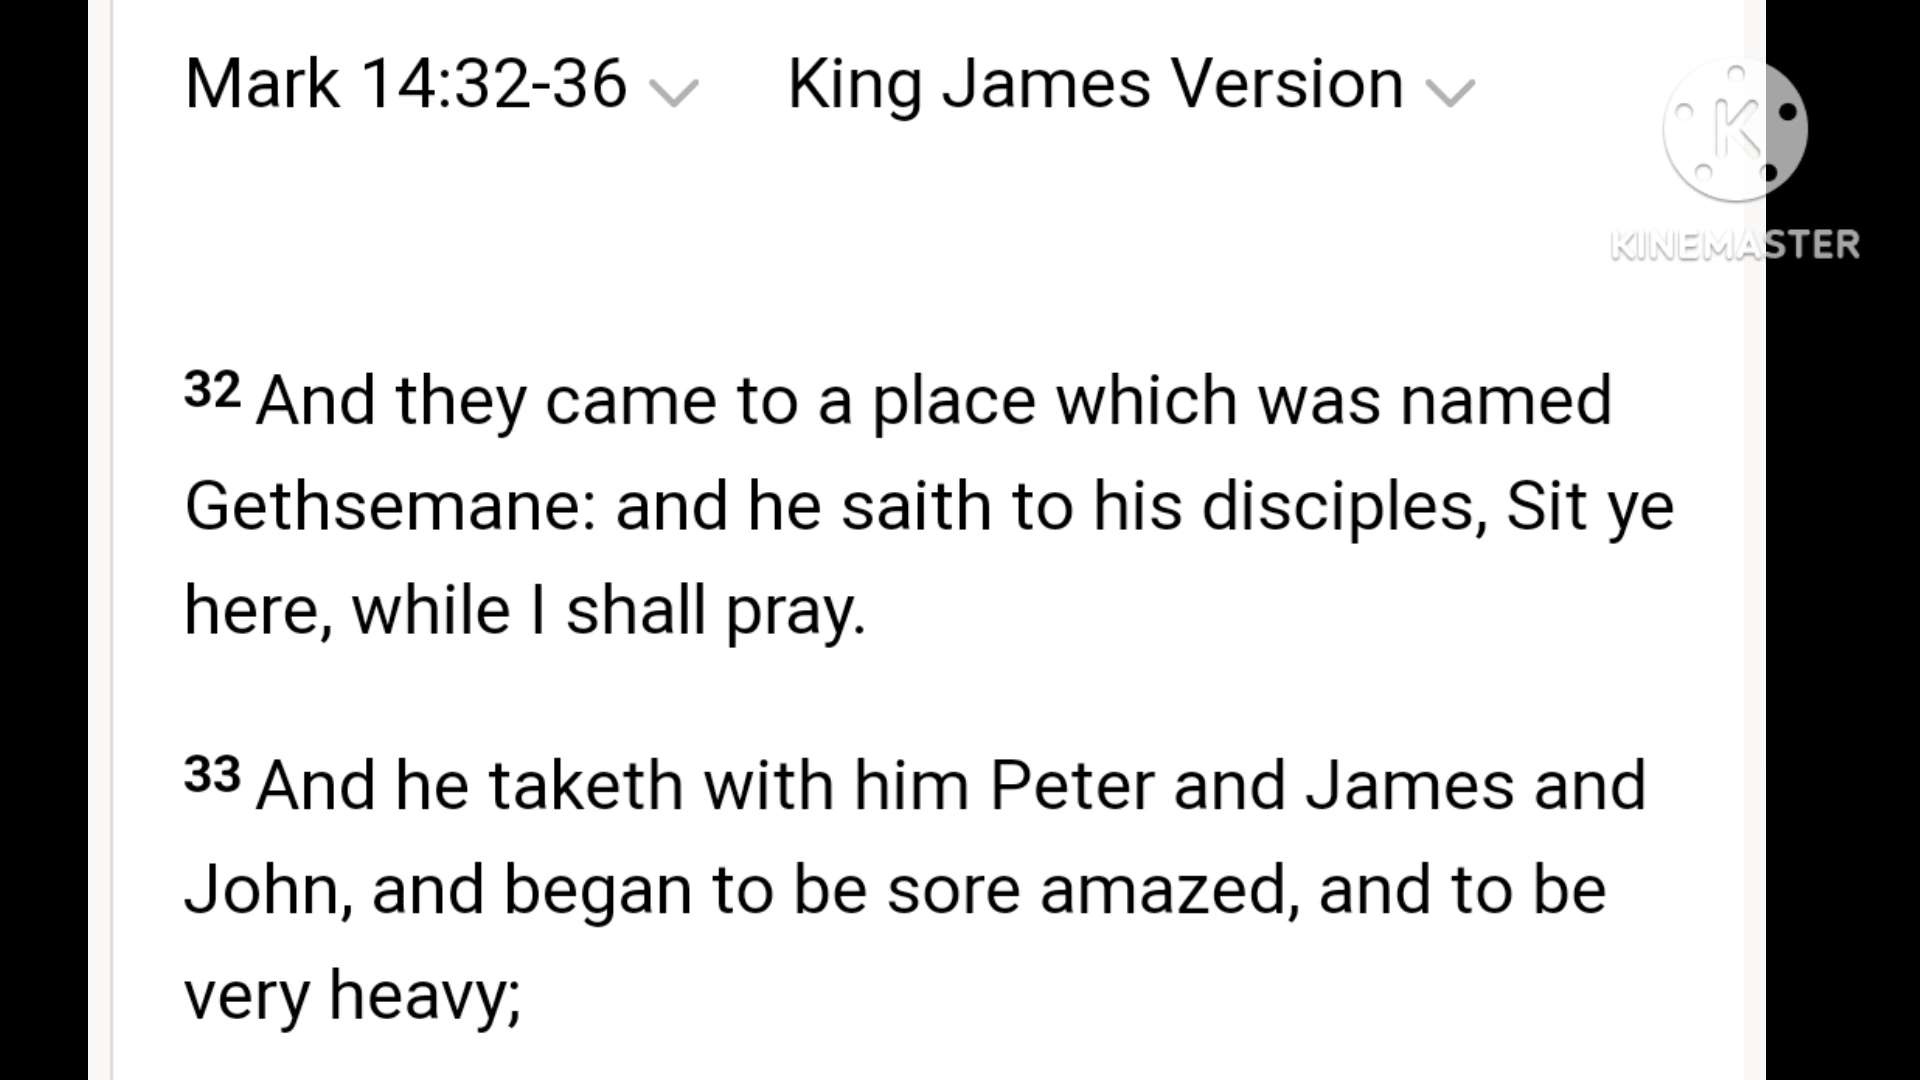 Mark 14:32-36 King James Version
K
KINEMASTER
32 And they came to a place which was named
Gethsemane: and he saith to his disciples, Sit ye
here, while I shall pray.
33 And he taketh with him Peter and James and
John, and began to be sore amazed, and to be
very heavy;